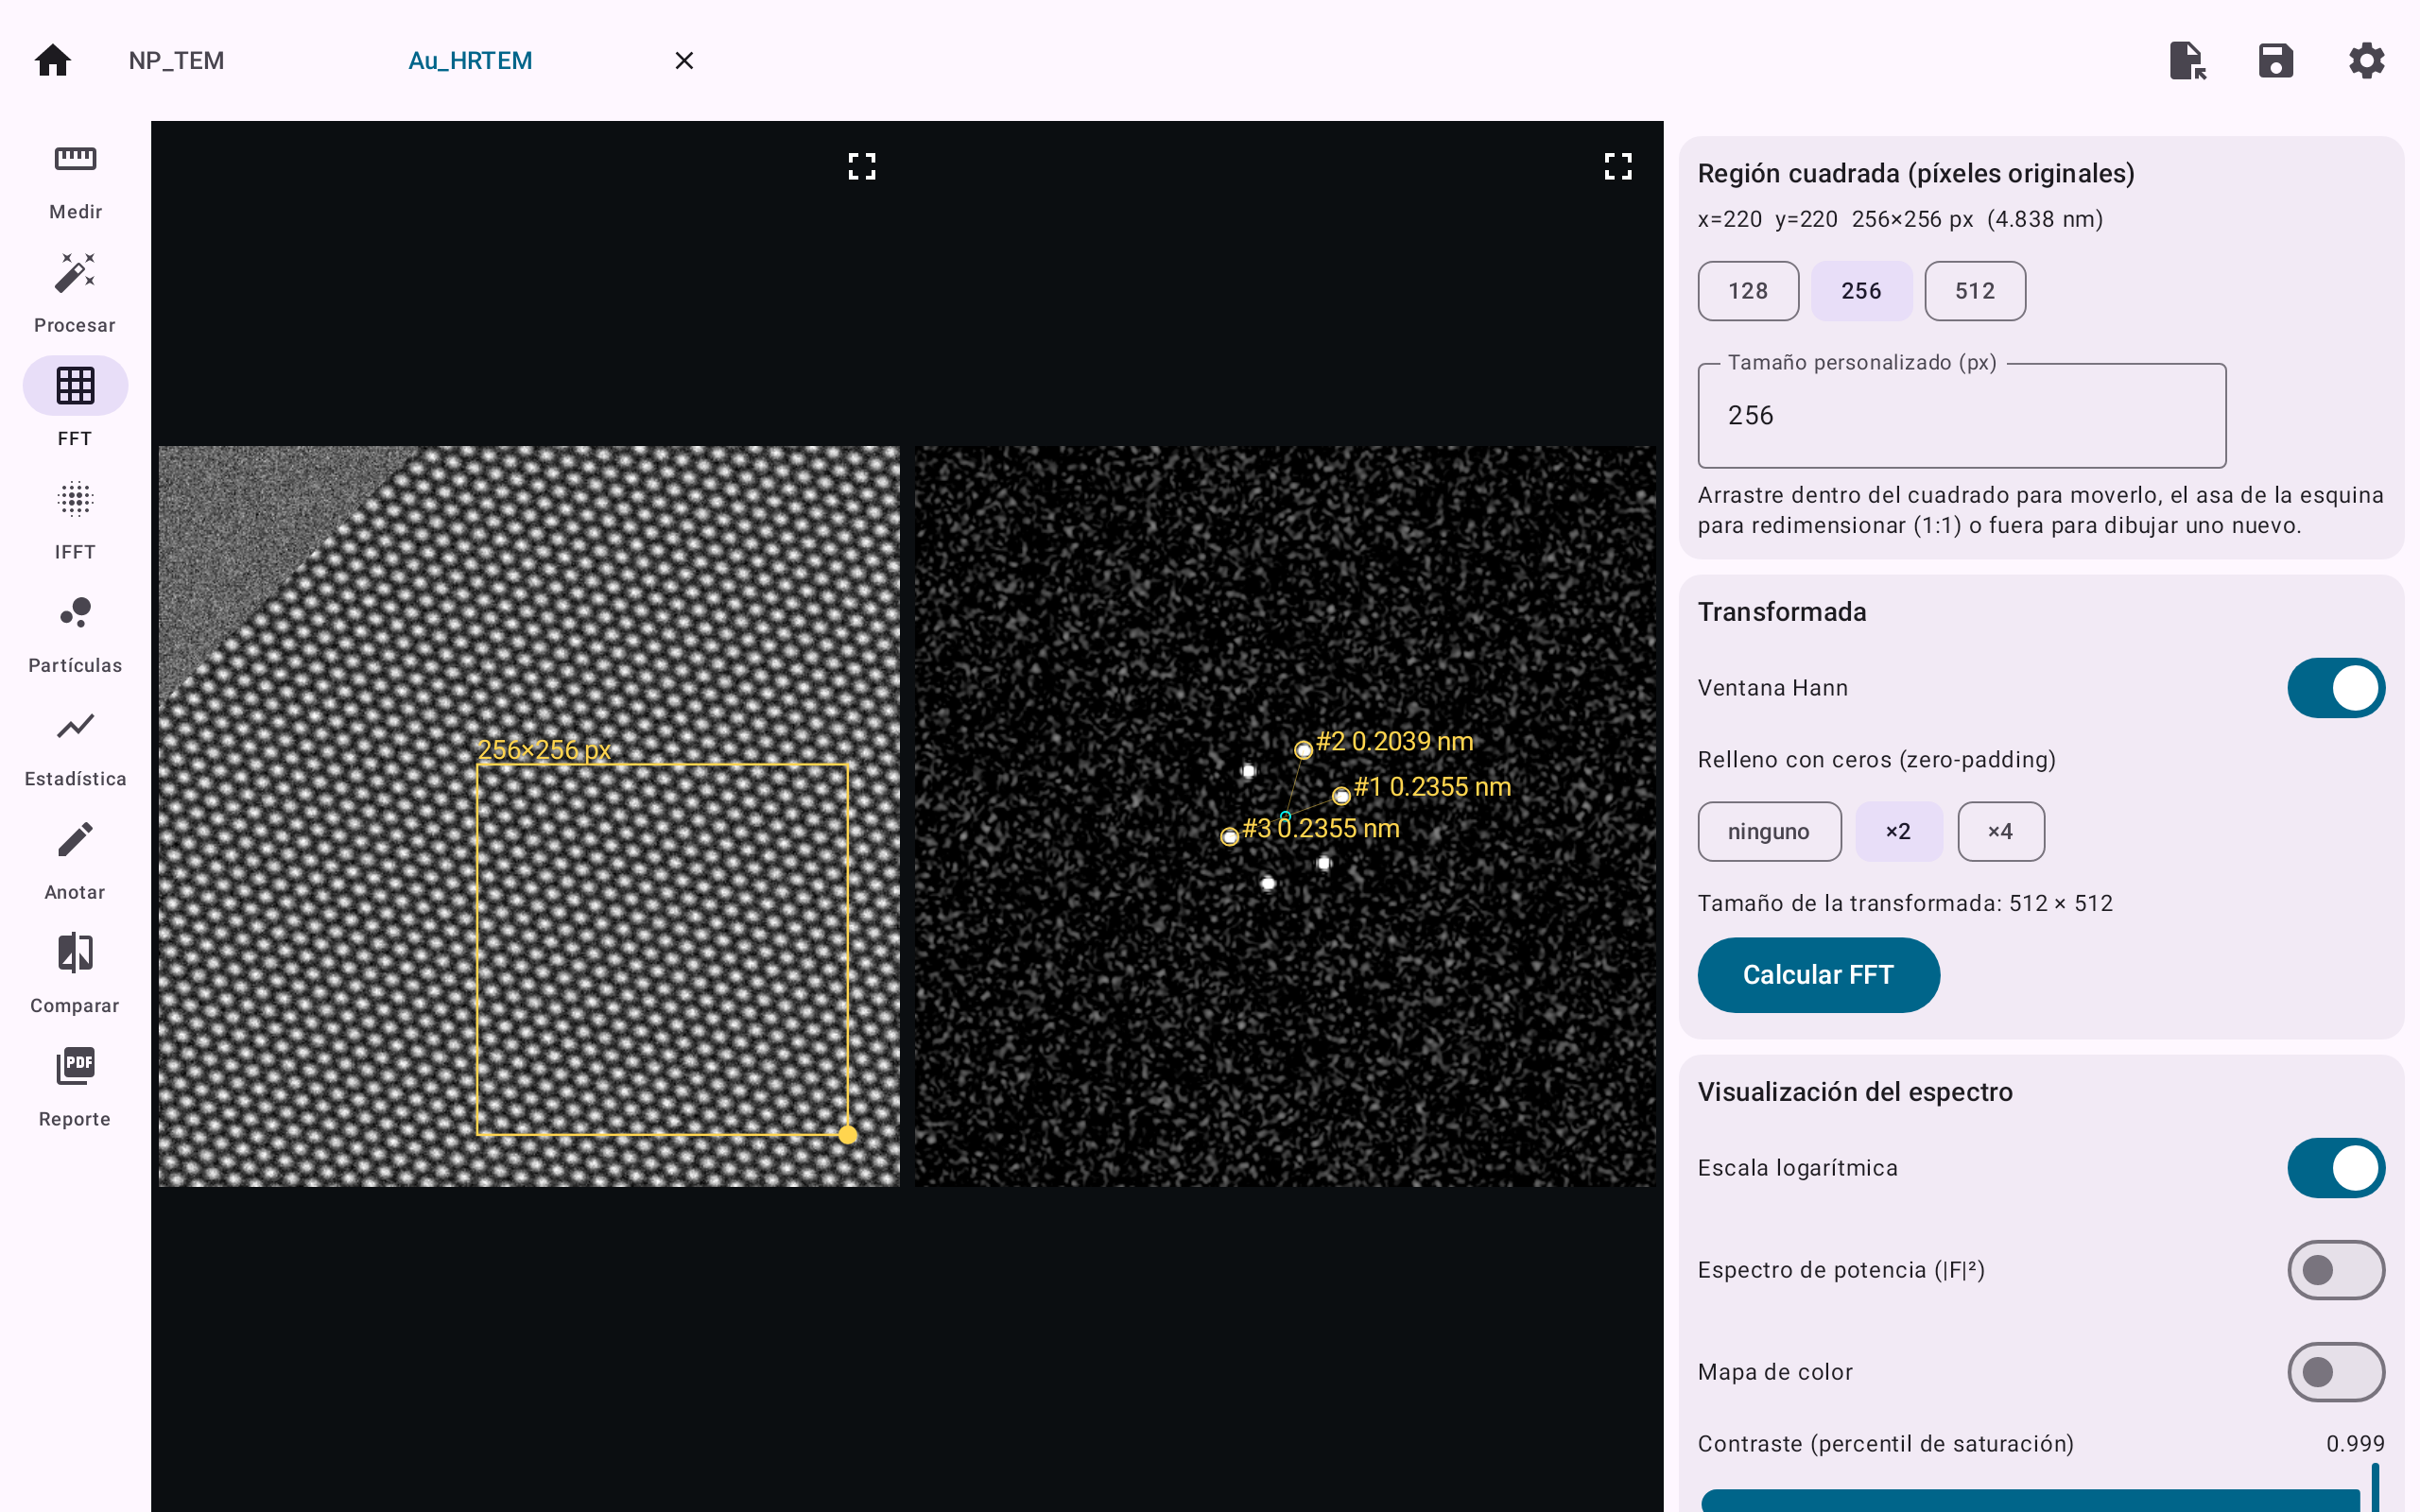 NP_TEM
Au_HRTEM
Medir
Procesar
FFT
IFFT
Partículas
Estadística
Anotar
Comparar
PDF
Reporte
256×256 px
#2 0.2039 nm
#1 0.2355 nm
#3 0.2355 nm
Región cuadrada (píxeles originales)
x=220 y=220 256×256 px (4.838 nm)
128
256
512
Tamaño personalizado (px)
256
Arrastre dentro del cuadrado para moverlo, el asa de la esquina
para redimensionar (1:1) o fuera para dibujar uno nuevo.
Transformada
Ventana Hann
Relleno con ceros (zero-padding)
ninguno
×2
×4
Tamaño de la transformada: 512 × 512
Calcular FFT
Visualización del espectro
Escala logarítmica
Espectro de potencia (|F|²)
Mapa de color
Contraste (percentil de saturación) 0.999